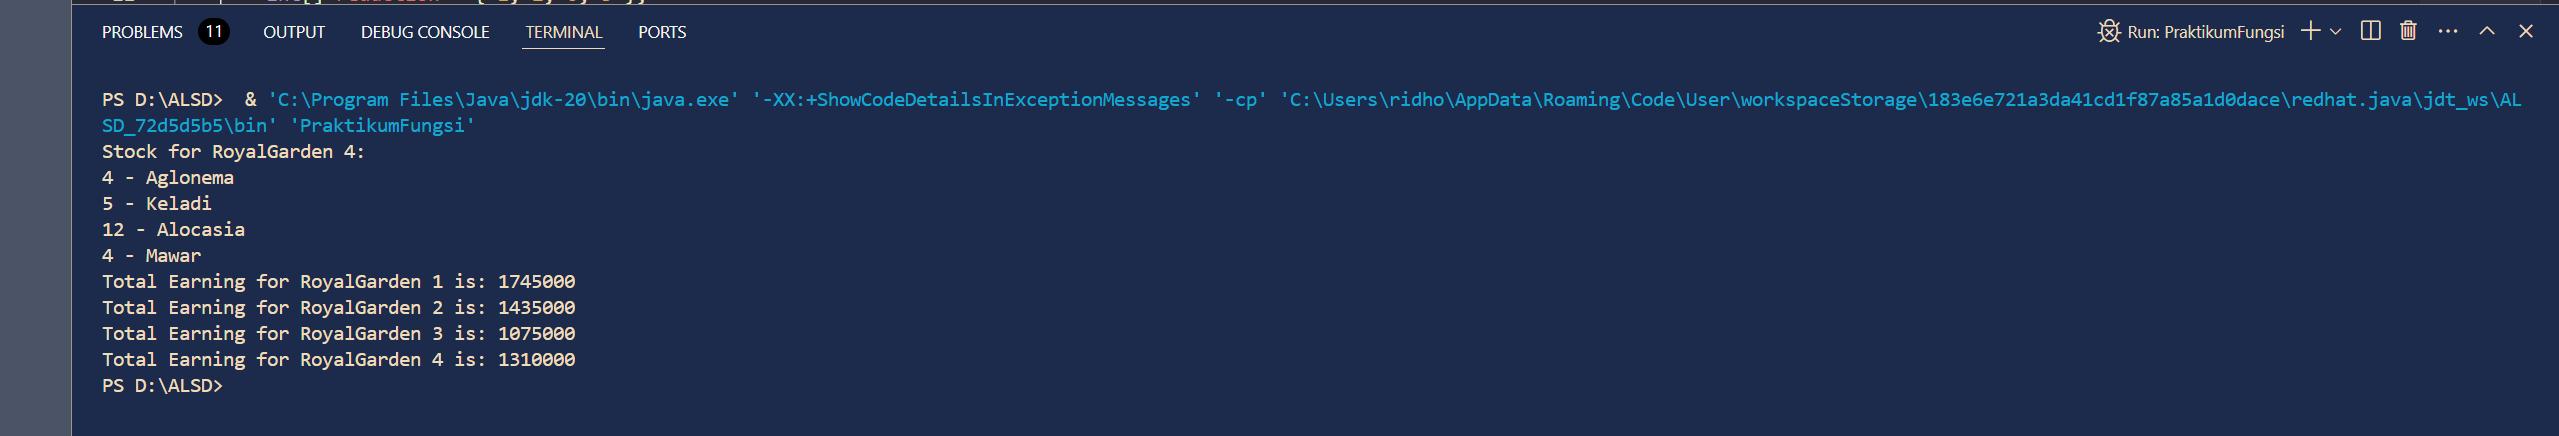 PROBLEMS 11 OUTPUT DEBUG CONSOLE TERMINAL PORTS Run: PraktikumFungsi
PS D:\ALSD>  & 'C:\Program Files\Java\jdk-20\bin\java.exe' '-XX:+ShowCodeDetailsInExceptionMessages' '-cp' 'C:\Users\ridho\AppData\Roaming\Code\User\workspaceStorage\183e6e721a3da41cd1f87a85a1d0dace\redhat.java\jdt_ws\AL
SD_72d5d5b5\bin' 'PraktikumFungsi'
Stock for RoyalGarden 4:
4 - Aglonema
5 - Keladi
12 - Alocasia
4 - Mawar
Total Earning for RoyalGarden 1 is: 1745000
Total Earning for RoyalGarden 2 is: 1435000
Total Earning for RoyalGarden 3 is: 1075000
Total Earning for RoyalGarden 4 is: 1310000
PS D:\ALSD>